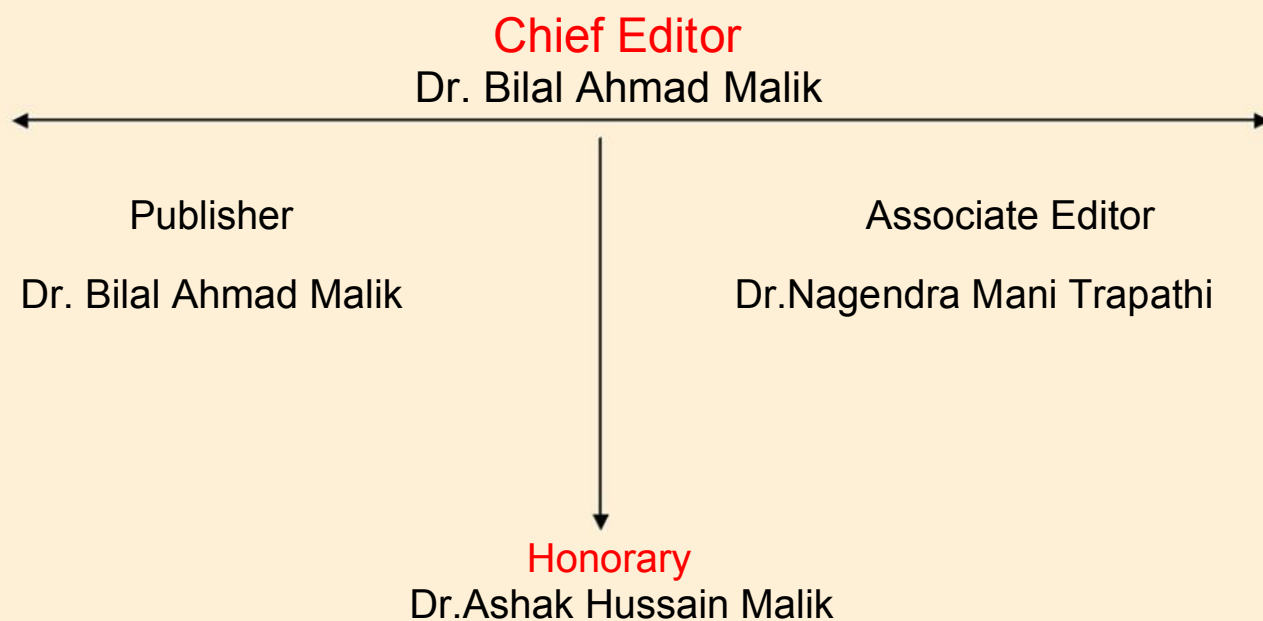 Chief Editor
Dr. Bilal Ahmad Malik
Publisher
Associate Editor
Dr. Bilal Ahmad Malik
Dr.Nagendra Mani Trapathi
Honorary
Dr.Ashak Hussain Malik